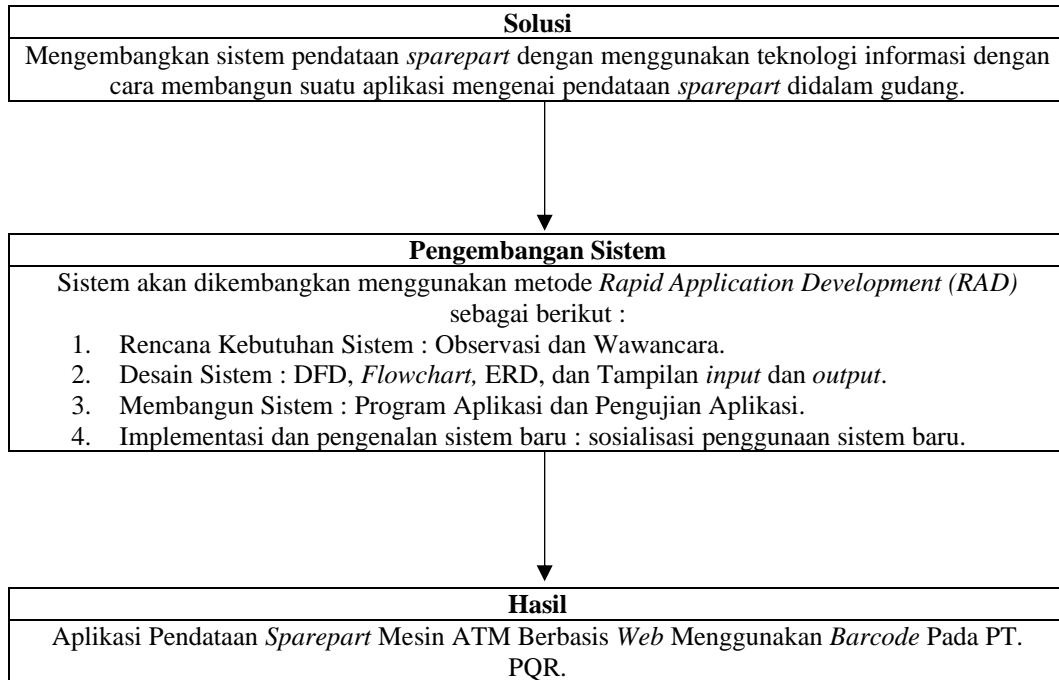 Solusi
Mengembangkan sistem pendataan sparepart dengan menggunakan teknologi informasi dengan
cara membangun suatu aplikasi mengenai pendataan sparepart didalam gudang.
Pengembangan Sistem
Sistem akan dikembangkan menggunakan metode Rapid Application Development (RAD)
sebagai berikut :
1. Rencana Kebutuhan Sistem : Observasi dan Wawancara.
2. Desain Sistem : DFD, Flowchart, ERD, dan Tampilan input dan output.
3. Membangun Sistem : Program Aplikasi dan Pengujian Aplikasi.
4. Implementasi dan pengenalan sistem baru : sosialisasi penggunaan sistem baru.
Hasil
Aplikasi Pendataan Sparepart Mesin ATM Berbasis Web Menggunakan Barcode Pada PT.
PQR.